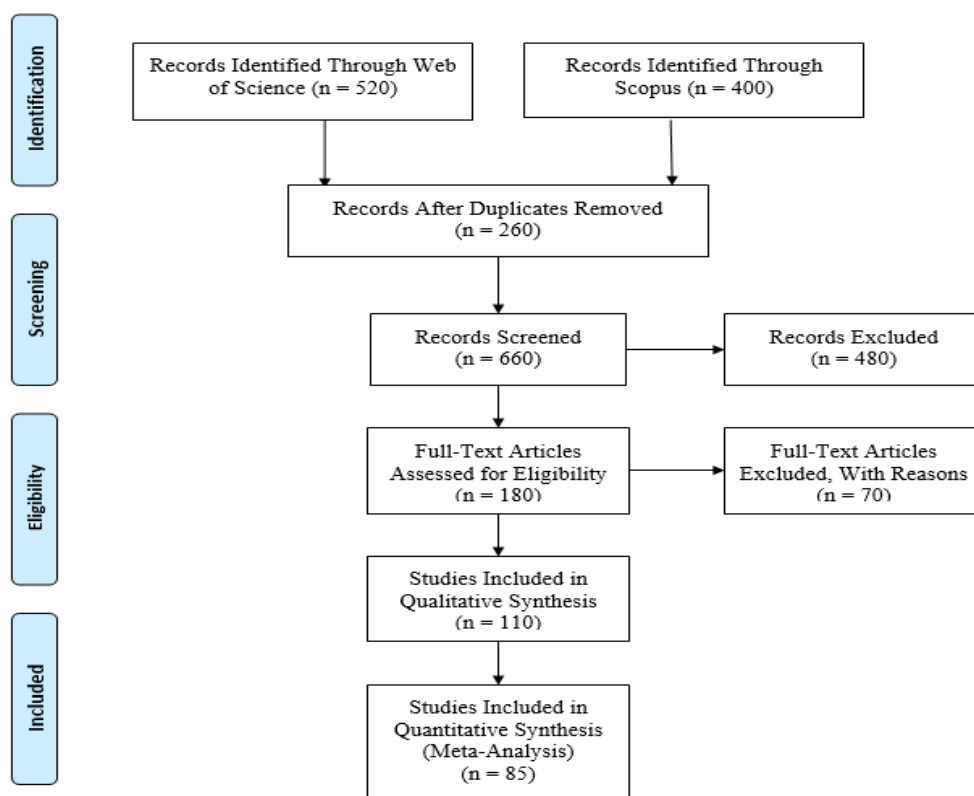 Identification
Records Identified Through Web
of Science (n = 520)
Records Identified Through
Scopus (n = 400)
Records After Duplicates Removed
(n = 260)
Screening
Records Screened
(n = 660)
Records Excluded
(n = 480)
Eligibility
Full-Text Articles
Assessed for Eligibility
(n = 180)
Full-Text Articles
Excluded, With Reasons
(n = 70)
Studies Included in
Qualitative Synthesis
(n = 110)
Included
Studies Included in
Quantitative Synthesis
(Meta-Analysis)
(n = 85)